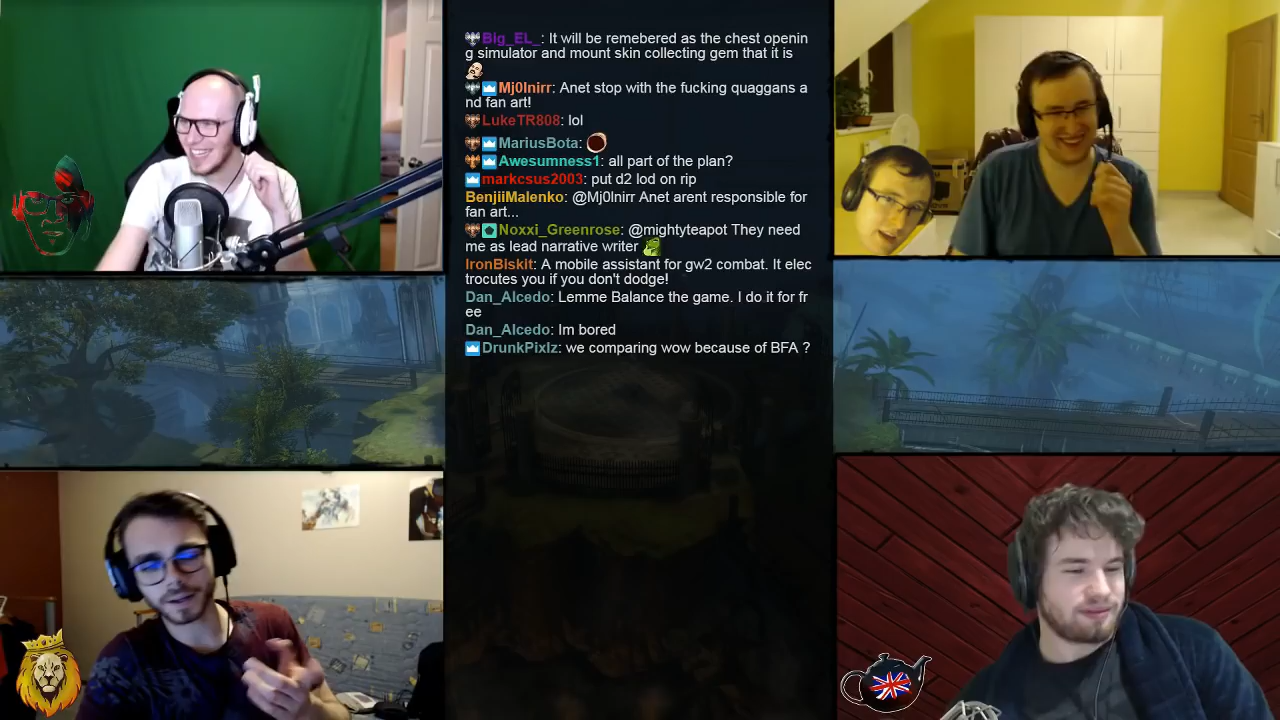 Big_EL_: It will be remebered as the chest openin
g simulator and mount skin collecting gem that it is
Mj0lnirr: Anet stop with the fucking quaggans a
nd fan art!
LukeTR808: lol
MariusBota:
Awesumness1: all part of the plan?
markcsus2003: put d2 lod on rip
BenjiiMalenko: @Mj0lnirr Anet arent responsible for
fan art...
Noxxi_Greenrose: @mightyteapot They need
me as lead narrative writer
IronBiskit: A mobile assistant for gw2 combat. It elec
trocutes you if you don't dodge!
Dan_Alcedo: Lemme Balance the game. I do it for fr
ee
Dan_Alcedo: Im bored
DrunkPixlz: we comparing wow because of BFA ?